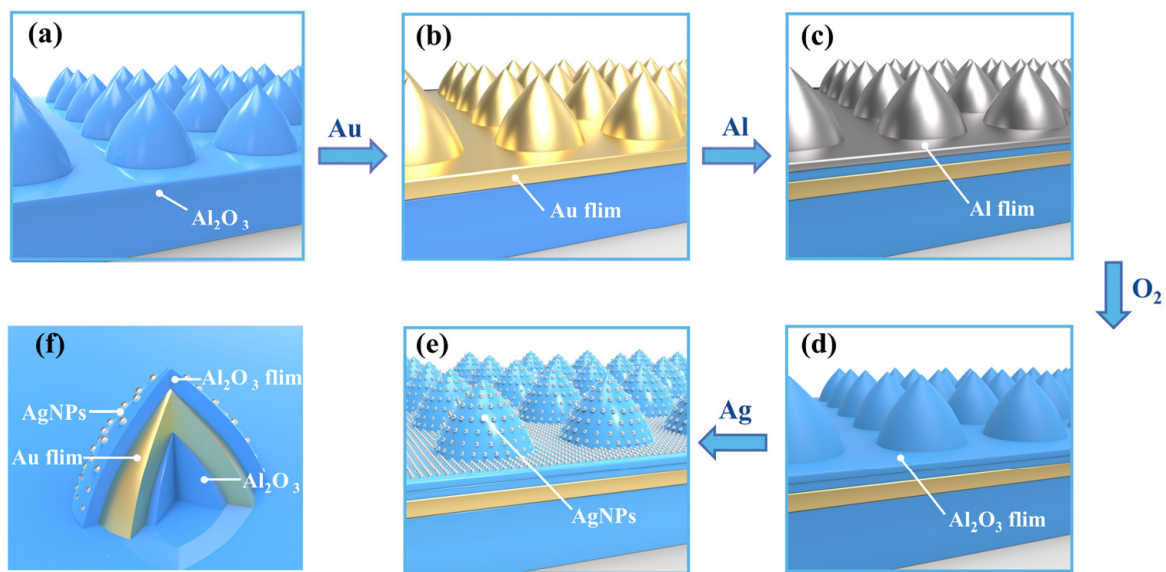 (a)
Al₂O₃
Au
(b)
Au flim
Al
(c)
Al flim
O₂
(d)
Al₂O₃ flim
Ag
(e)
AgNPs
(f)
Al₂O₃ flim
AgNPs
Au flim
Al₂O₃